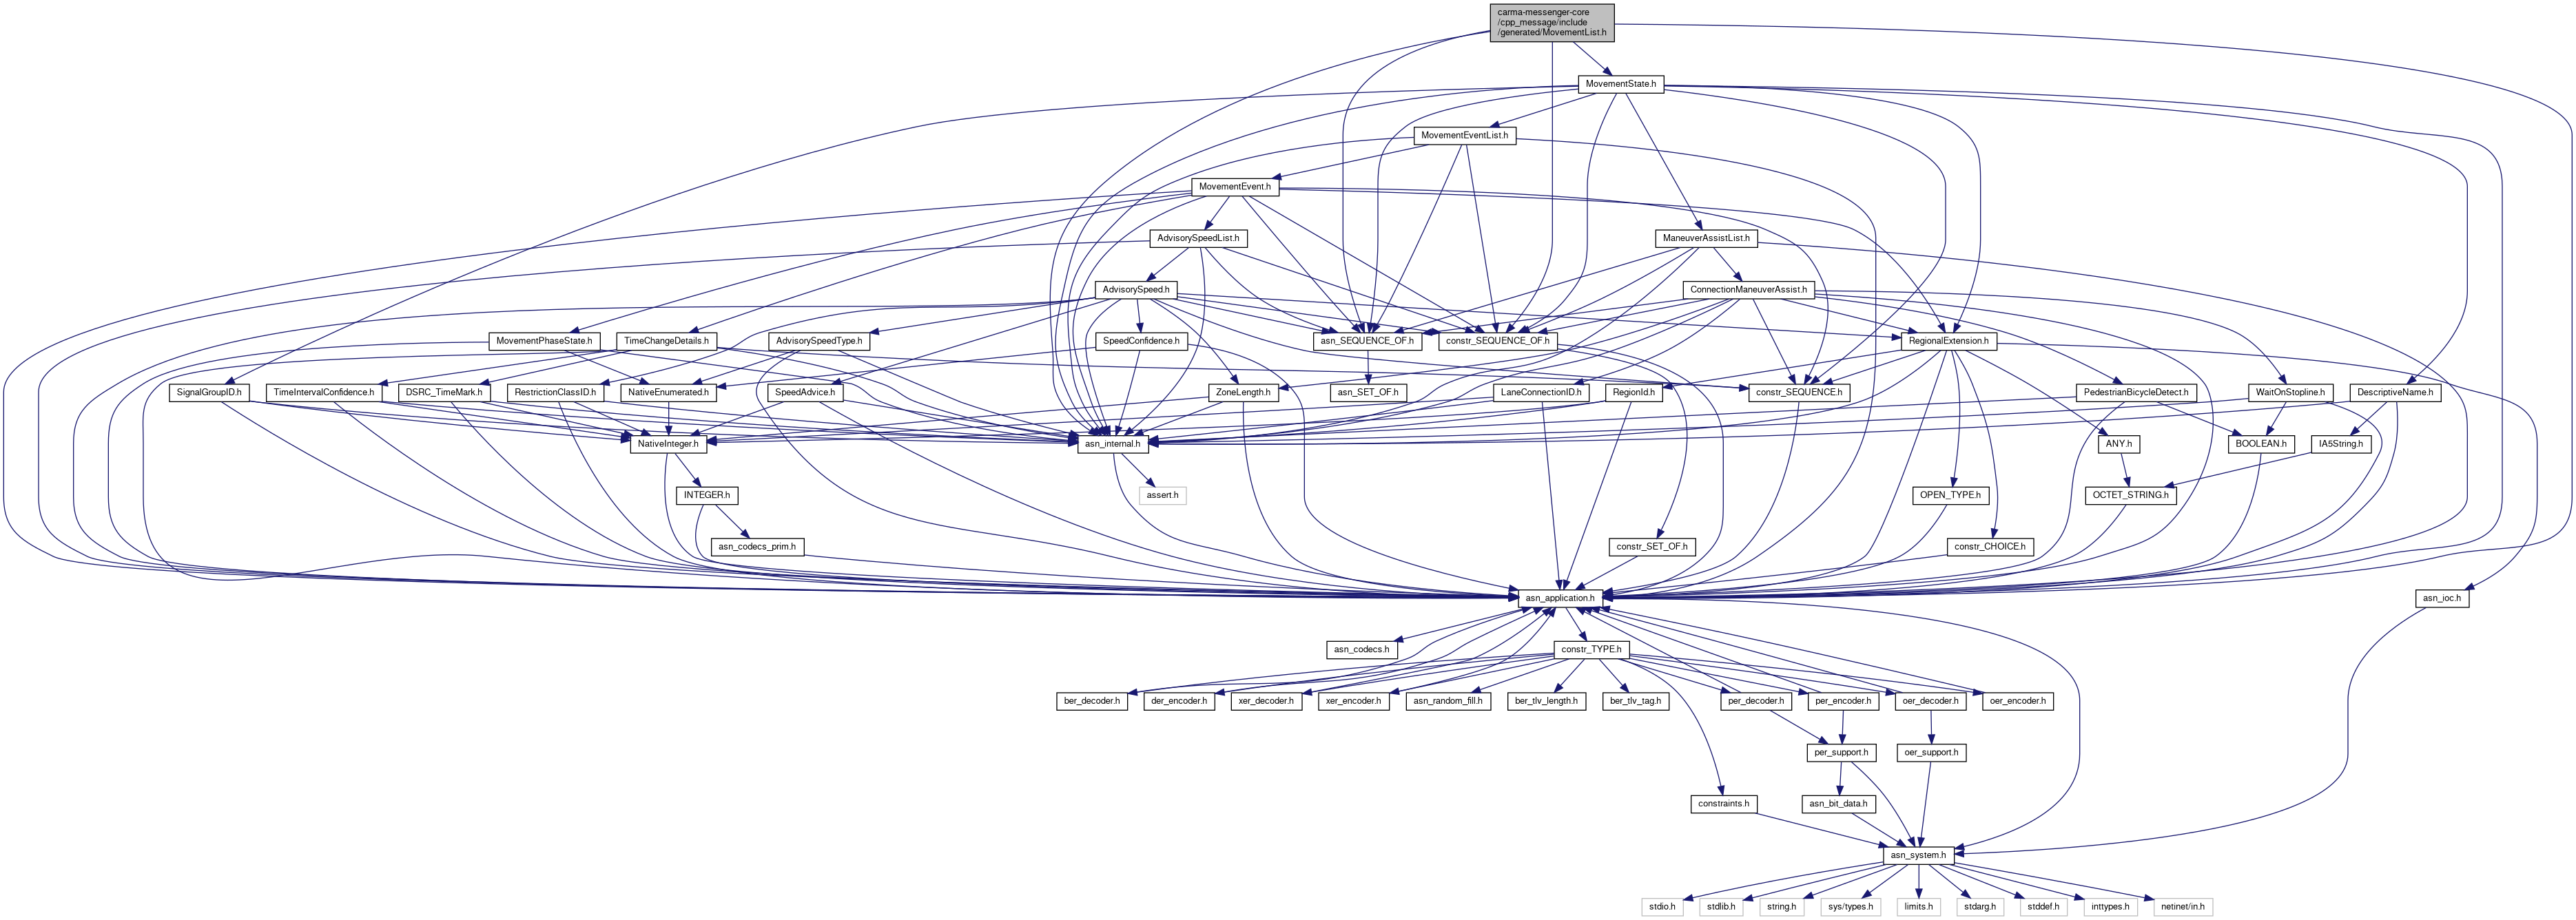 carma-messenger-core
/cpp_message/include
/generated/MovementList.h
MovementState.h
MovementEventList.h
MovementEvent.h
AdvisorySpeedList.h
ManeuverAssistList.h
AdvisorySpeed.h
ConnectionManeuverAssist.h
MovementPhaseState.h
TimeChangeDetails.h
AdvisorySpeedType.h
SpeedConfidence.h
asn_SEQUENCE_OF.h
constr_SEQUENCE_OF.h
RegionalExtension.h
SignalGroupID.h
TimeIntervalConfidence.h
DSRC_TimeMark.h
RestrictionClassID.h
NativeEnumerated.h
SpeedAdvice.h
ZoneLength.h
asn_SET_OF.h
LaneConnectionID.h
RegionId.h
constr_SEQUENCE.h
PedestrianBicycleDetect.h
WaitOnStopline.h
DescriptiveName.h
NativeInteger.h
asn_internal.h
ANY.h
BOOLEAN.h
IA5String.h
INTEGER.h
assert.h
OPEN_TYPE.h
OCTET_STRING.h
asn_codecs_prim.h
constr_SET_OF.h
constr_CHOICE.h
asn_application.h
asn_ioc.h
asn_codecs.h
constr_TYPE.h
ber_decoder.h
der_encoder.h
xer_decoder.h
xer_encoder.h
asn_random_fill.h
ber_tlv_length.h
ber_tlv_tag.h
per_decoder.h
per_encoder.h
oer_decoder.h
oer_encoder.h
per_support.h
oer_support.h
constraints.h
asn_bit_data.h
asn_system.h
stdio.h
stdlib.h
string.h
sys/types.h
limits.h
stdarg.h
stddef.h
inttypes.h
netinet/in.h